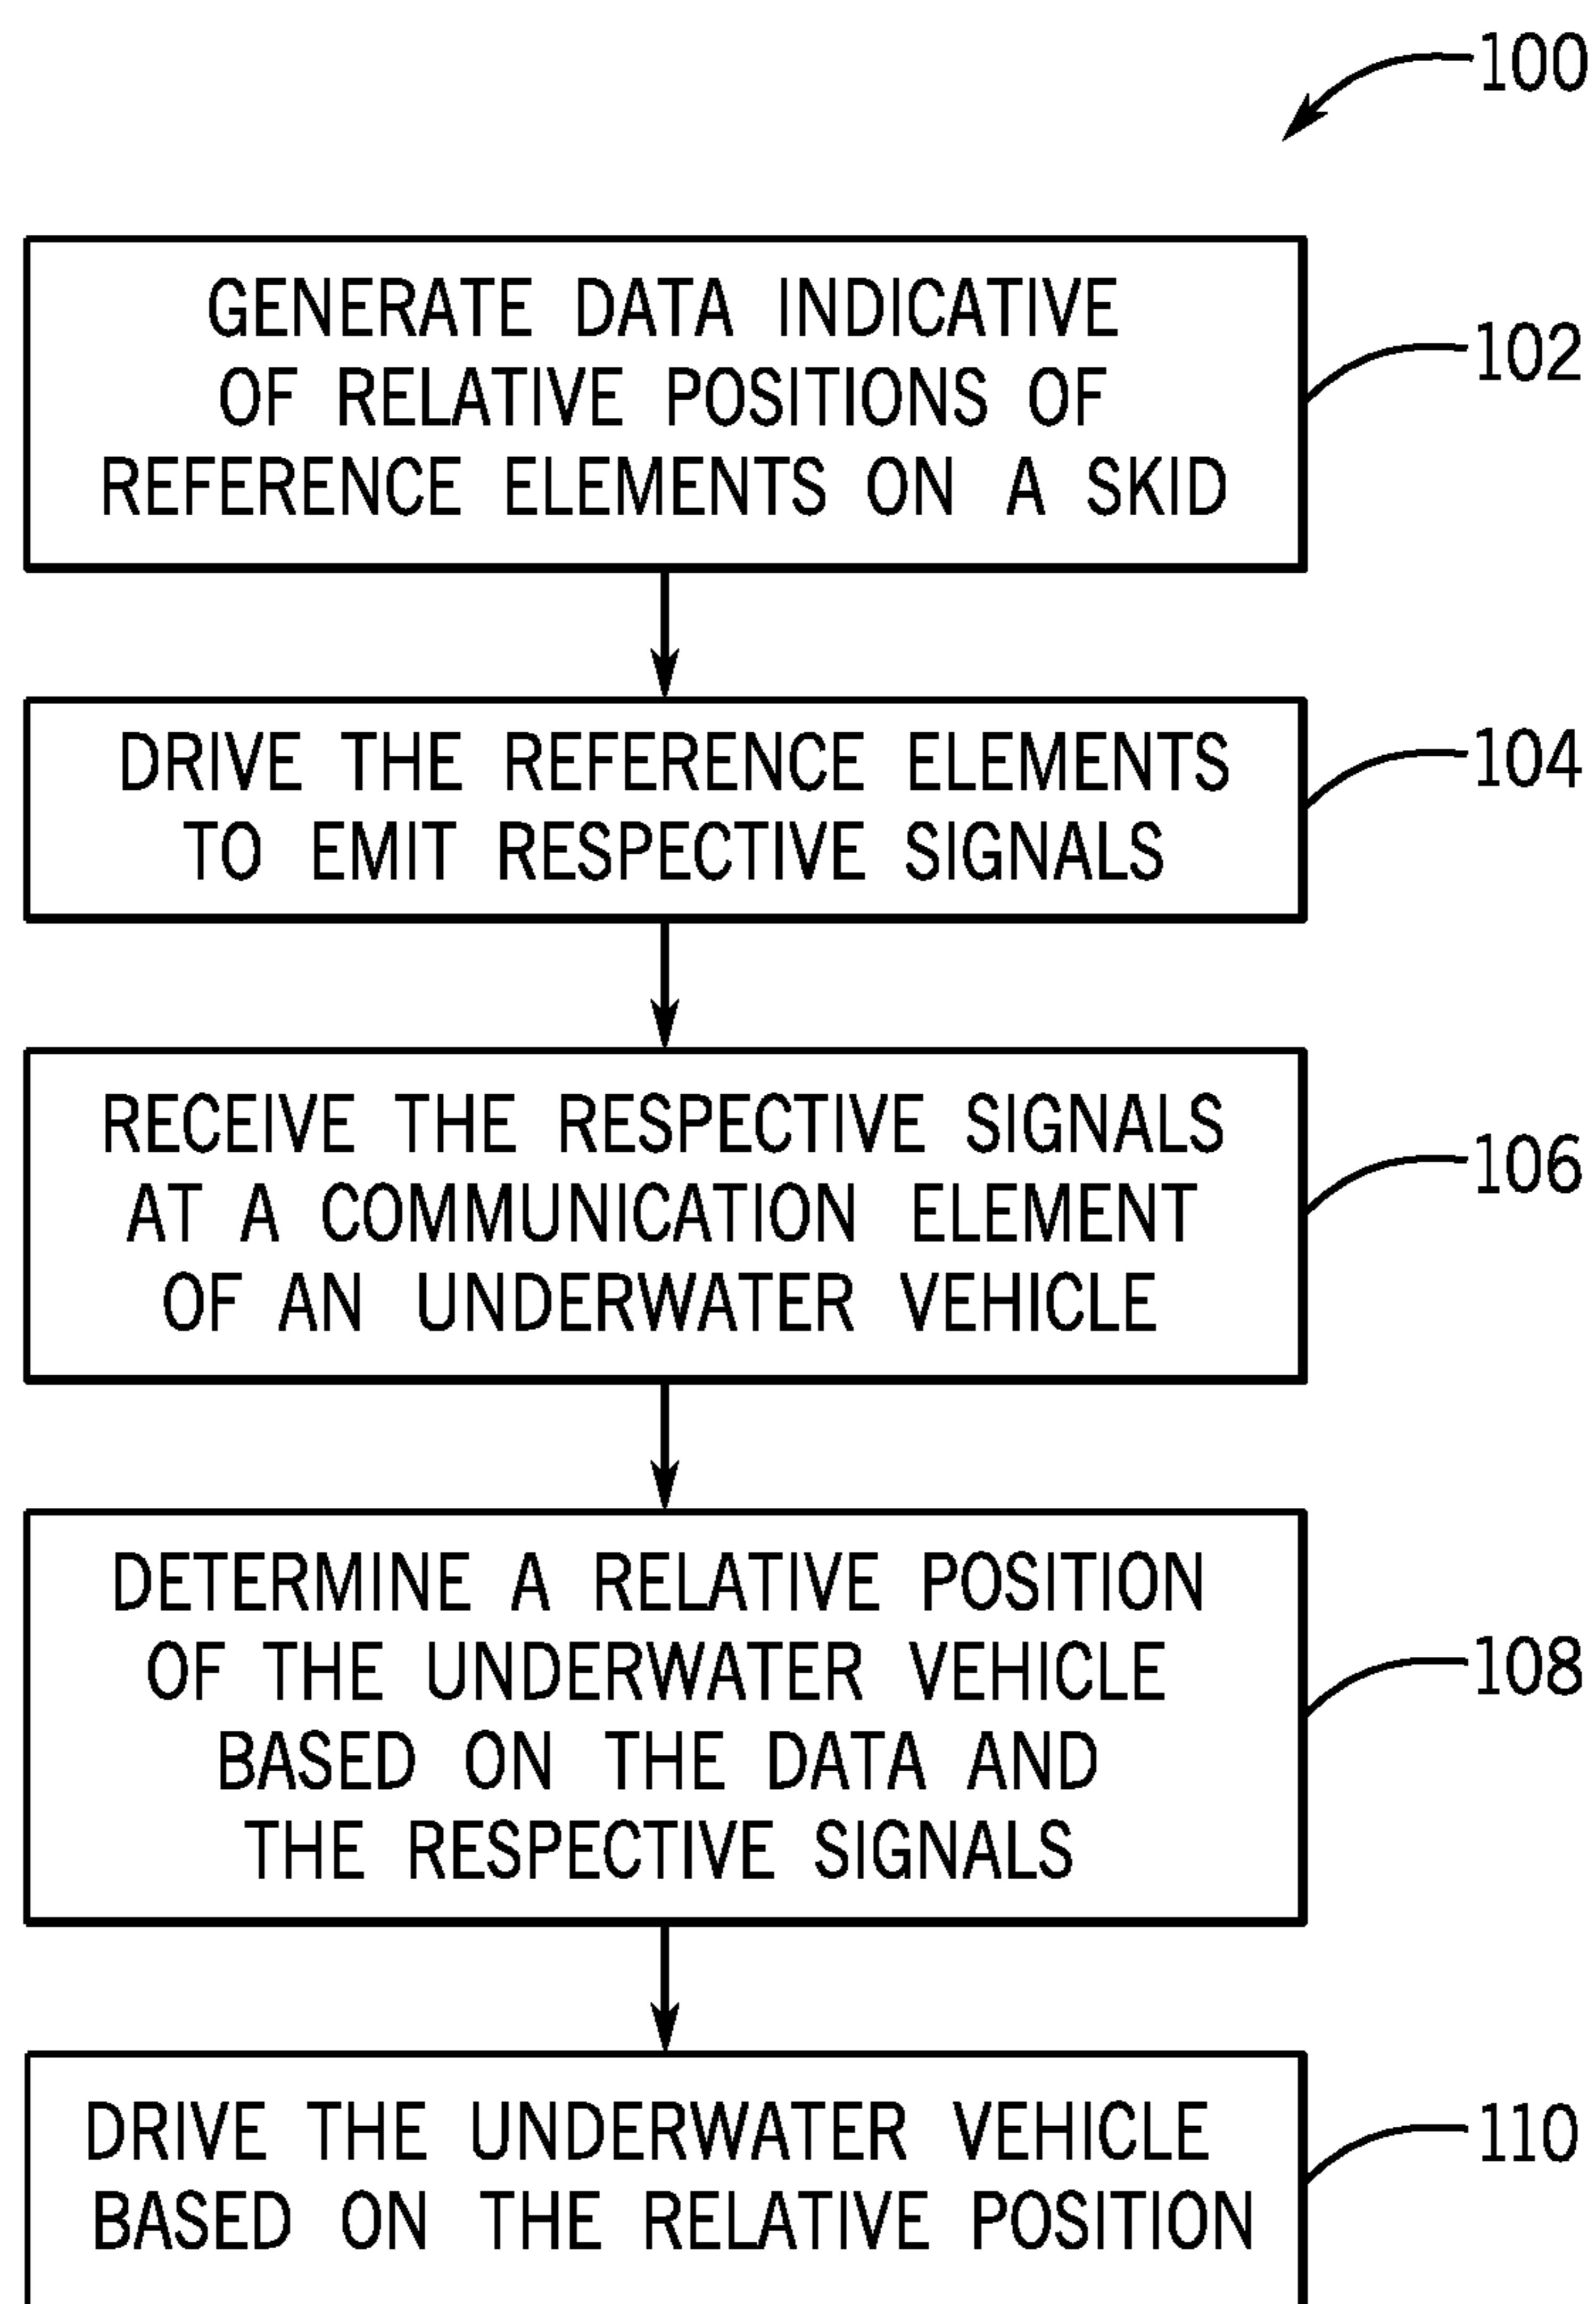 100
GENERATE DATA INDICATIVE
OF RELATIVE POSITIONS OF
REFERENCE ELEMENTS ON A SKID
102
DRIVE THE REFERENCE ELEMENTS
TO EMIT RESPECTIVE SIGNALS
104
RECEIVE THE RESPECTIVE SIGNALS
AT A COMMUNICATION ELEMENT
OF AN UNDERWATER VEHICLE
106
DETERMINE A RELATIVE POSITION
OF THE UNDERWATER VEHICLE
BASED ON THE DATA AND
THE RESPECTIVE SIGNALS
108
DRIVE THE UNDERWATER VEHICLE
BASED ON THE RELATIVE POSITION
110